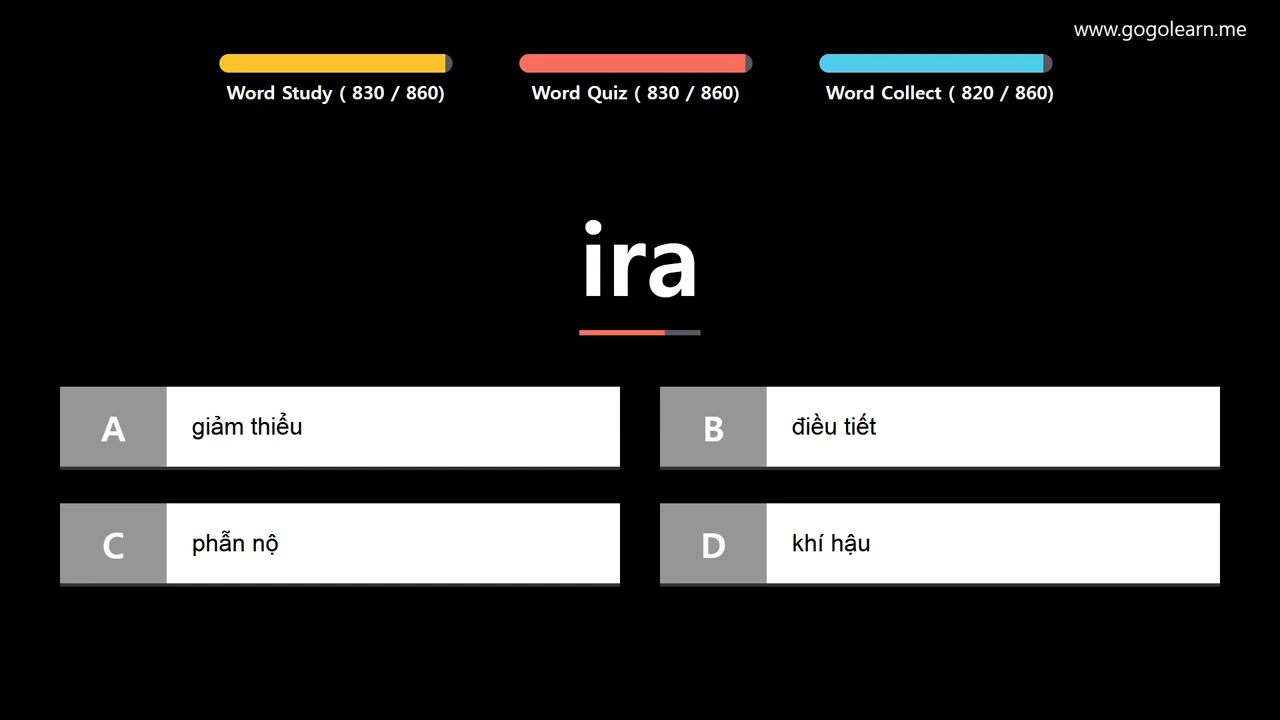 www.gogolearn.me
Word Study ( 830 / 860)
Word Quiz ( 830 / 860)
Word Collect ( 820 / 860)
ira
A
giảm thiểu
B
điều tiết
C
phẫn nộ
D
khí hậu